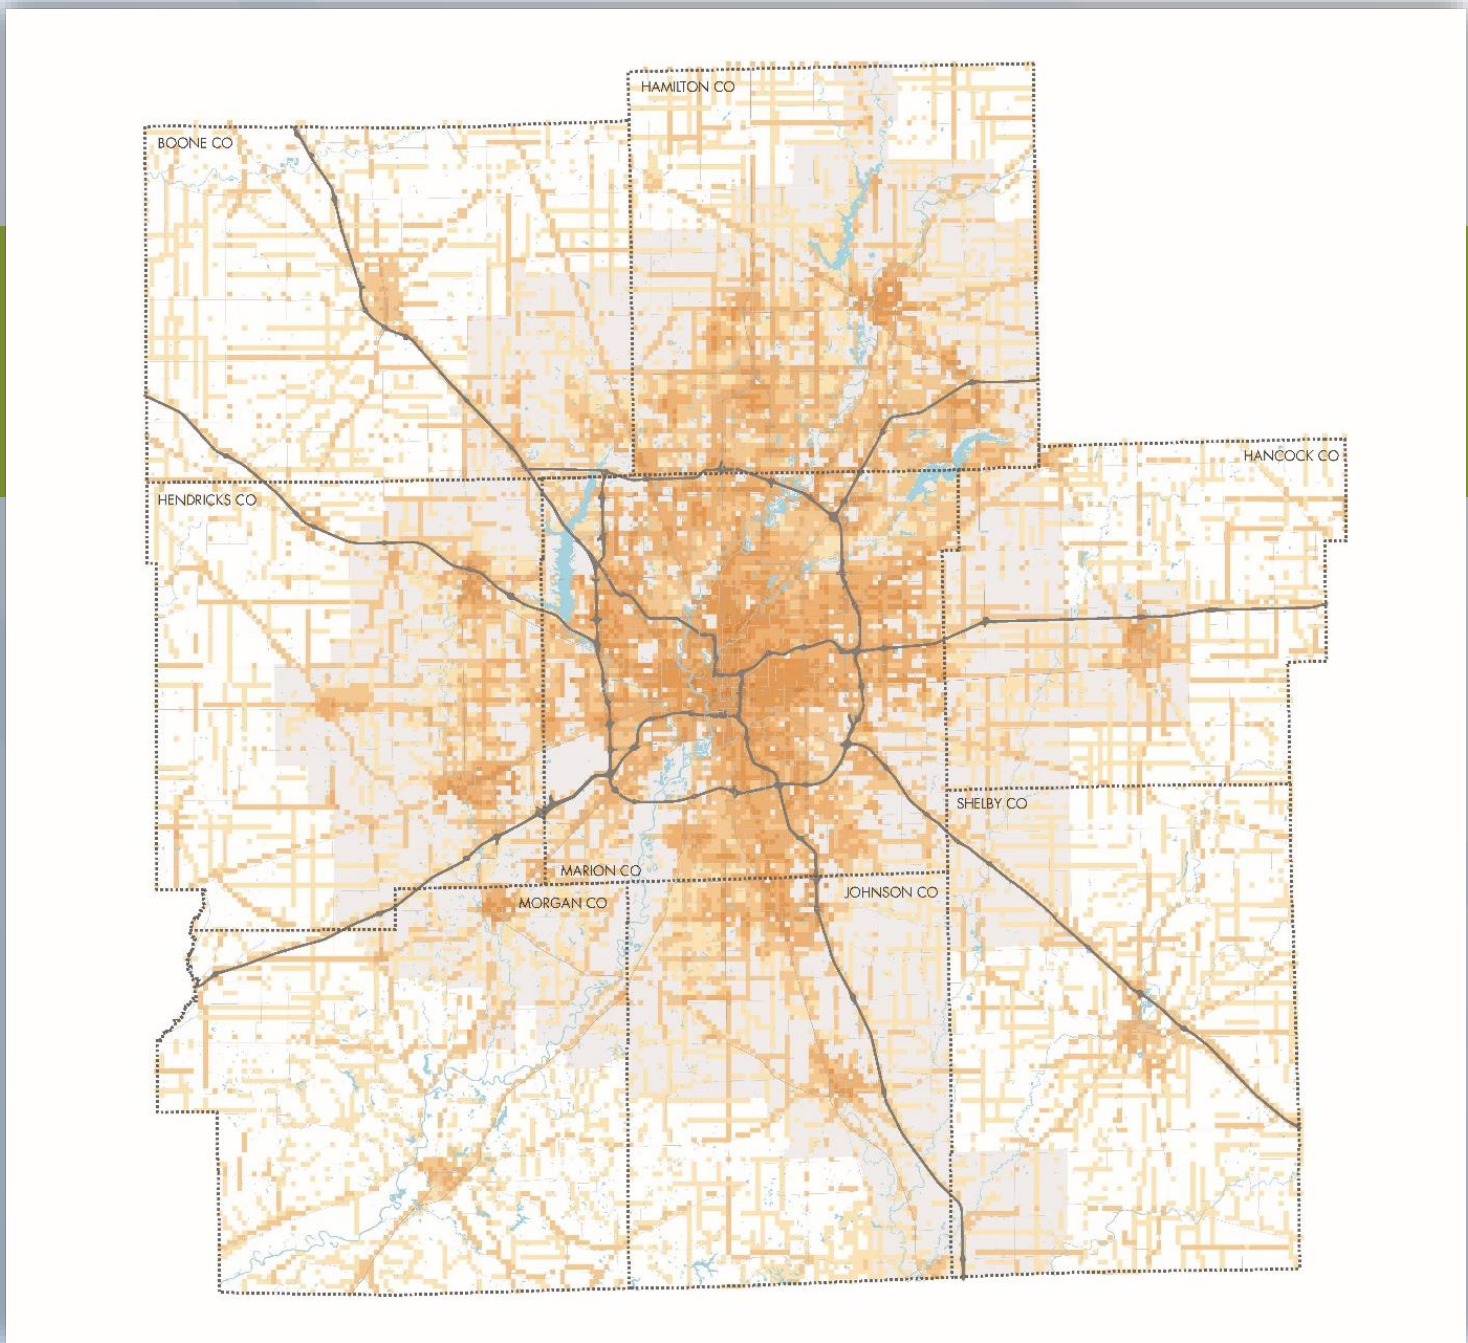 HAMILTON CO
BOONE CO
HANCOCK CO
HENDRICKS CO
SHELBY CO
MARION CO
JOHNSON CO
MORGAN CO